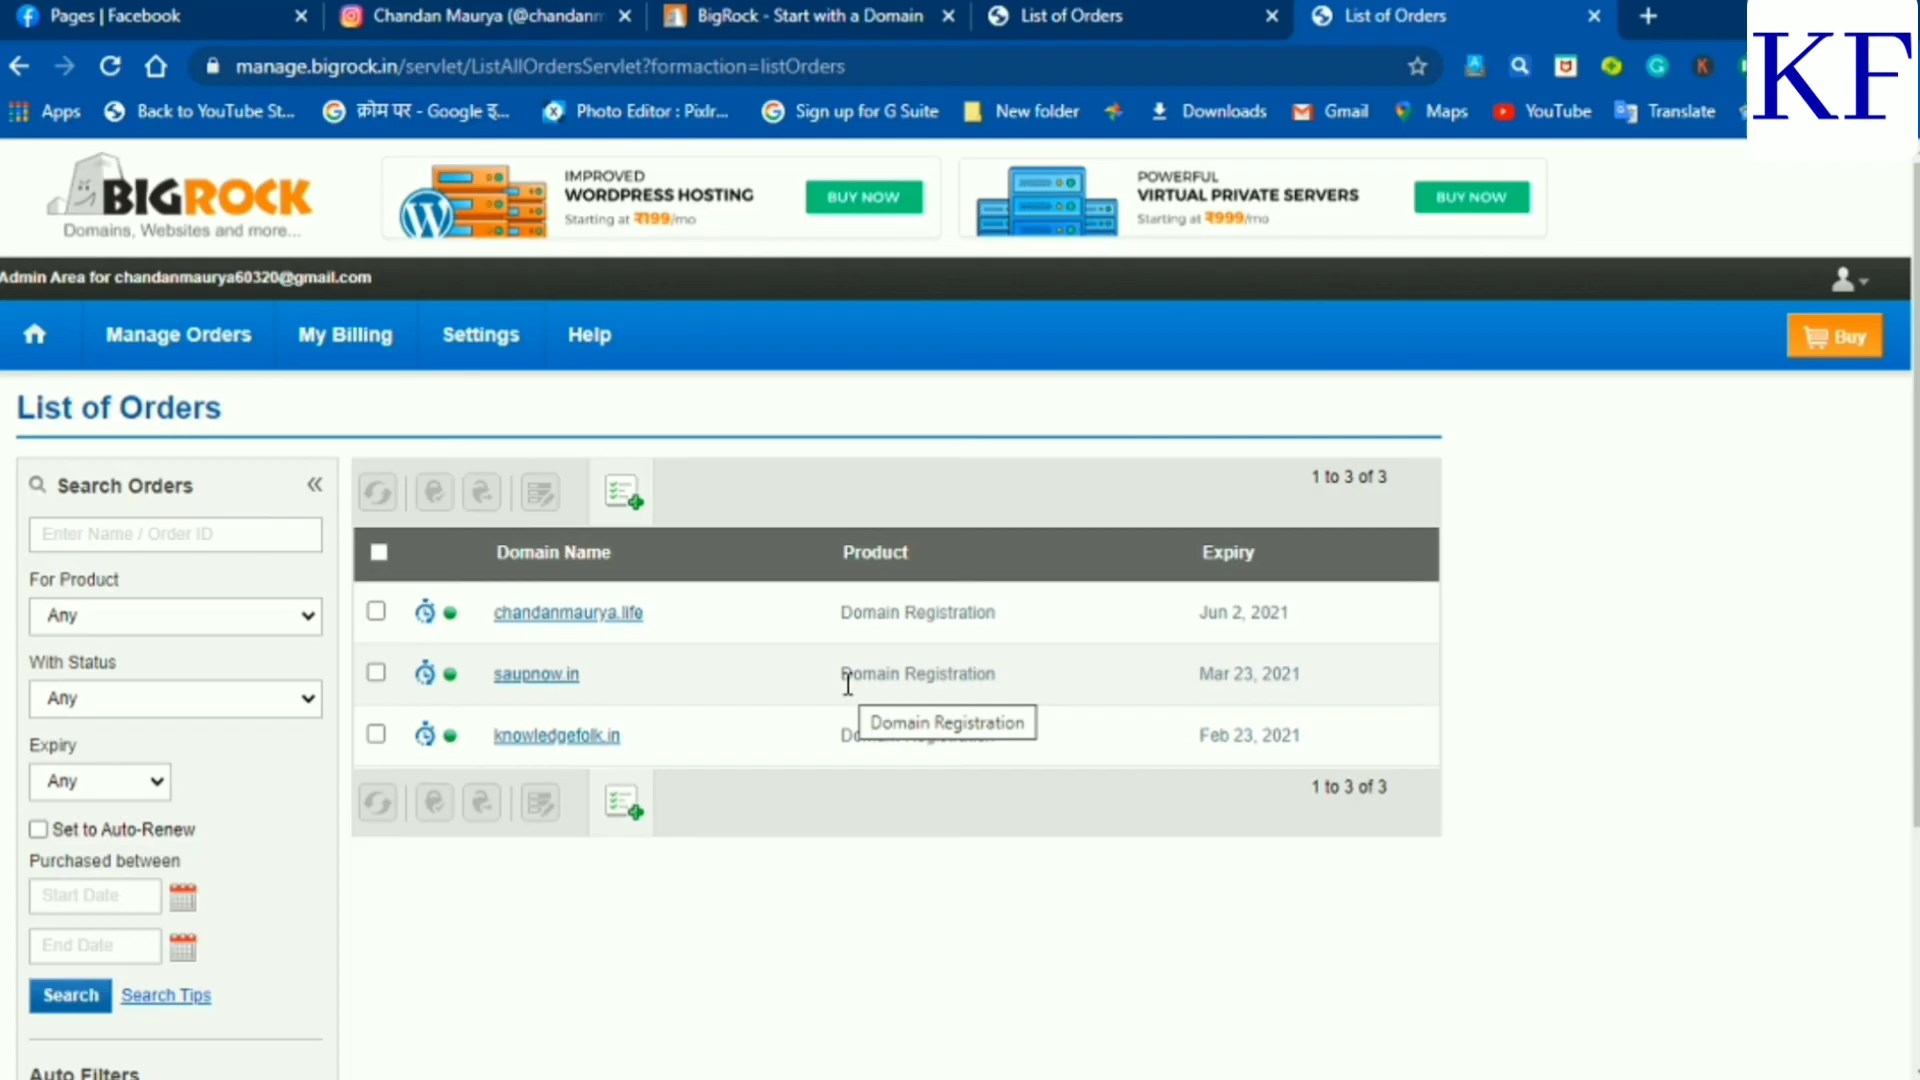 Pages | Facebook
Chandan Maurya (@chandanm
BigRock - Start with a Domain
List of Orders
List of Orders
KF
manage.bigrock.in/servlet/ListAllOrdersServlet?formaction=listOrders
Apps
Back to YouTube St...
क्रोम पर - Google इ...
Photo Editor : Pixlr...
Sign up for G Suite
New folder
Downloads
Gmail
Maps
YouTube
Translate
BIGROCK
Domains, Websites and more...
IMPROVED
WORDPRESS HOSTING
Starting at ₹199/mo
BUY NOW
POWERFUL
VIRTUAL PRIVATE SERVERS
Starting at ₹999/mo
BUY NOW
Admin Area for chandanmaurya60320@gmail.com
Manage Orders
My Billing
Settings
Help
Buy
List of Orders
Search Orders
Enter Name / Order ID
For Product
Any
With Status
Any
Expiry
Any
Set to Auto-Renew
Purchased between
Start Date
End Date
Search
Search Tips
Auto Filters
1 to 3 of 3
Domain Name
Product
Expiry
chandanmaurya.life
Domain Registration
Jun 2, 2021
saupnow.in
Domain Registration
Mar 23, 2021
Domain Registration
knowledgefolk.in
Feb 23, 2021
1 to 3 of 3